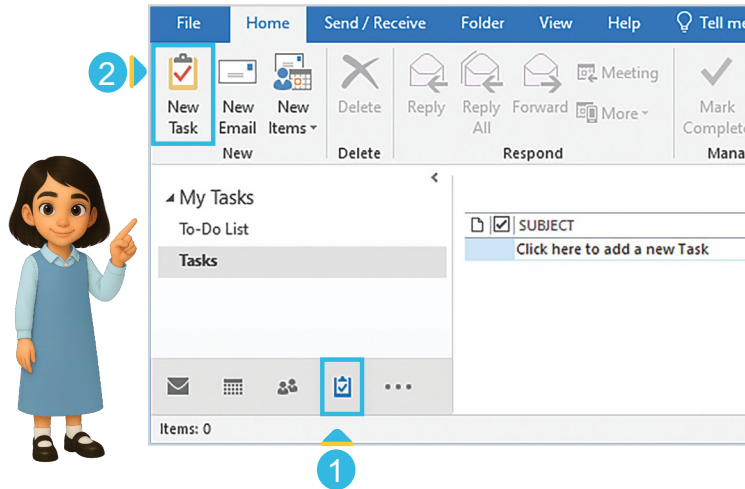 File Home Send / Receive Folder View Help Tell me
2
New Task
New Email
New Items
Delete
Reply
Reply All
Forward
Meeting
More
Mark Complete
New Delete Respond Mana
My Tasks
To-Do List
Tasks
SUBJECT
Click here to add a new Task
Items: 0
1